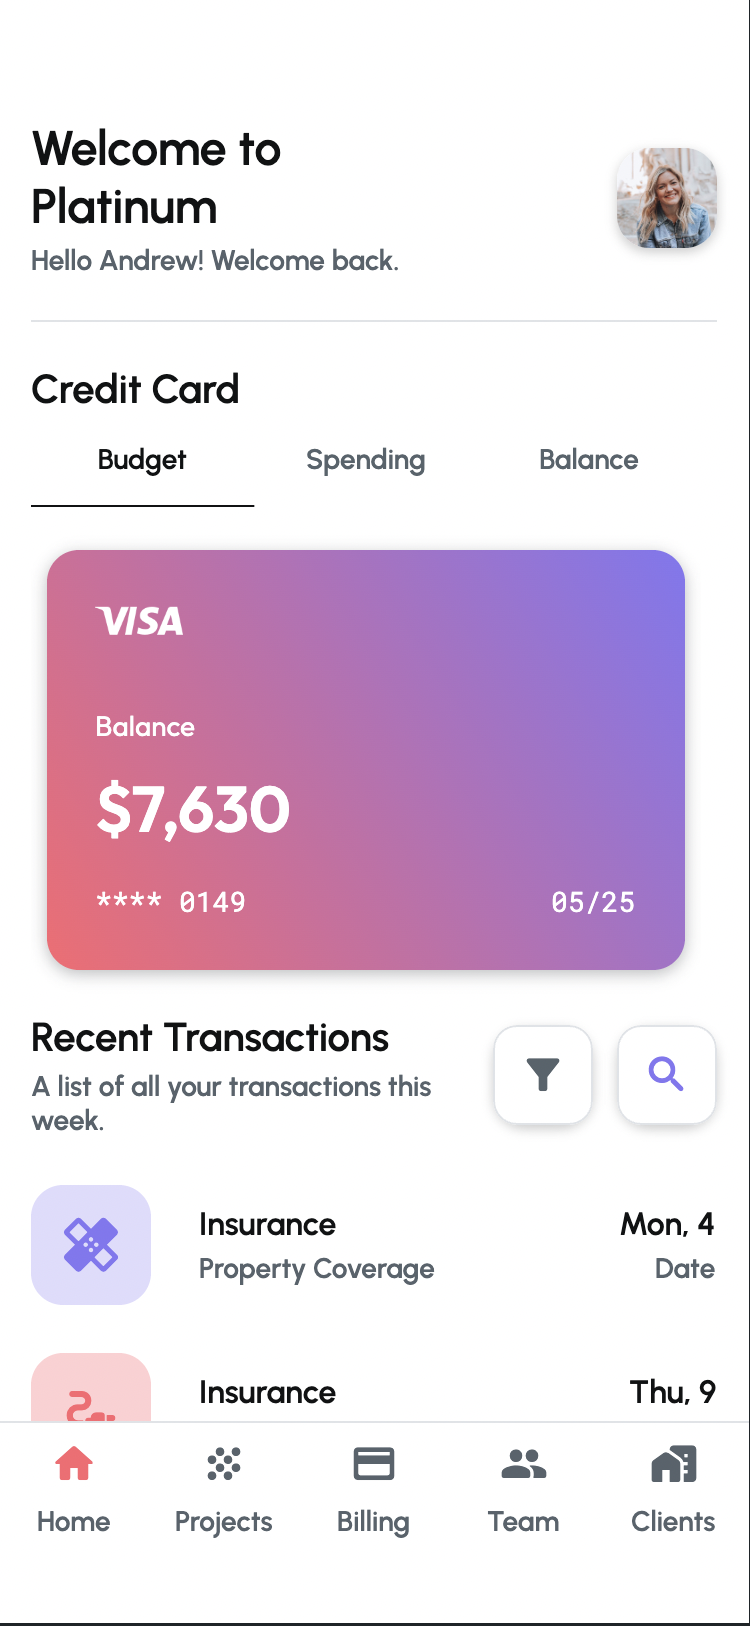 Welcome to
Platinum
Hello Andrew! Welcome back.
Credit Card
Budget Spending Balance
VISA
Balance
$7,630
**** 0149 05/25
Recent Transactions
A list of all your transactions this
week.
Insurance Mon, 4
Property Coverage Date
Insurance Thu, 9
Home Projects Billing Team Clients